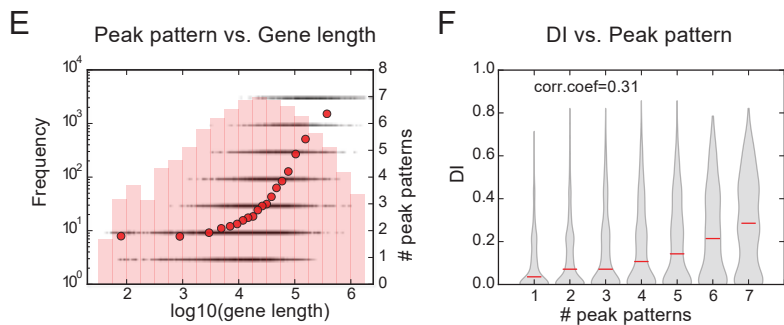 E
Peak pattern vs. Gene length
10^4
10^3
10^2
10^1
10^0
Frequency
8
7
6
5
4
3
2
1
0
# peak patterns
2 3 4 5 6
log10(gene length)
F
DI vs. Peak pattern
corr.coef=0.31
1.0
0.8
0.6
0.4
0.2
0.0
DI
1 2 3 4 5 6 7
# peak patterns